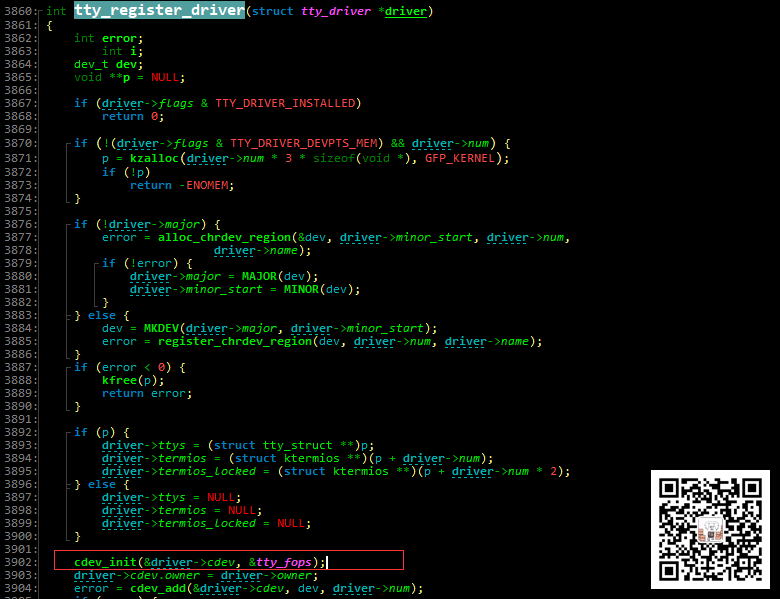 3860: int tty_register_driver(struct tty_driver *driver)
3861: {
3862: int error;
3863: int i;
3864: dev_t dev;
3865: void **p = NULL;
3866:
3867: if (driver->flags & TTY_DRIVER_INSTALLED)
3868: return 0;
3869:
3870: if (!(driver->flags & TTY_DRIVER_DEVPTS_MEM) && driver->num) {
3871: p = kzalloc(driver->num * 3 * sizeof(void *), GFP_KERNEL);
3872: if (!p)
3873: return -ENOMEM;
3874: }
3875:
3876: if (!driver->major) {
3877: error = alloc_chrdev_region(&dev, driver->minor_start, driver->num,
3878: driver->name);
3879: if (!error) {
3880: driver->major = MAJOR(dev);
3881: driver->minor_start = MINOR(dev);
3882: }
3883: } else {
3884: dev = MKDEV(driver->major, driver->minor_start);
3885: error = register_chrdev_region(dev, driver->num, driver->name);
3886: }
3887: if (error < 0) {
3888: kfree(p);
3889: return error;
3890: }
3891:
3892: if (p) {
3893: driver->ttys = (struct tty_struct **)p;
3894: driver->termios = (struct ktermios **)(p + driver->num);
3895: driver->termios_locked = (struct ktermios **)(p + driver->num * 2);
3896: } else {
3897: driver->ttys = NULL;
3898: driver->termios = NULL;
3899: driver->termios_locked = NULL;
3900: }
3901:
3902: cdev_init(&driver->cdev, &tty_fops);
3903: driver->cdev.owner = driver->owner;
3904: error = cdev_add(&driver->cdev, dev, driver->num);